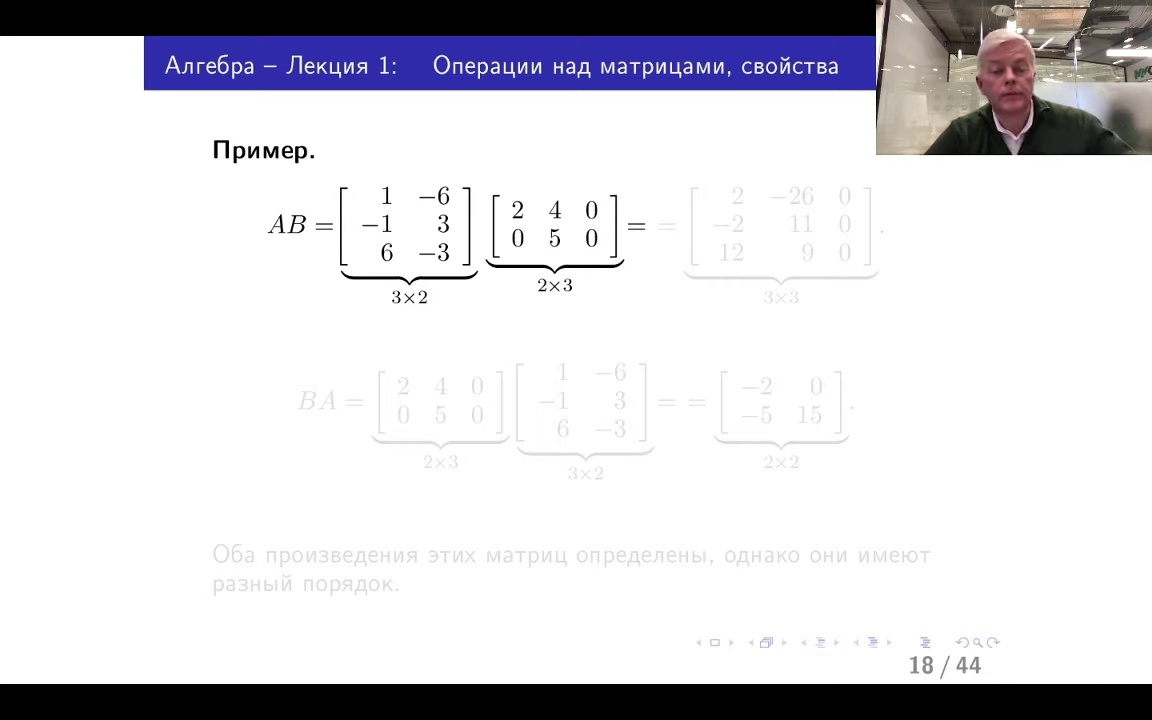 Алгебра – Лекция 1: Операции над матрицами, свойства
Пример.
AB = [ 1 −6 ; −1 3 ; 6 −3 ] [ 2 4 0 ; 0 5 0 ] = = [ 2 −26 0 ; −2 11 0 ; 12 9 0 ].
3×2 2×3 3×3
BA = [ 2 4 0 ; 0 5 0 ] [ 1 −6 ; −1 3 ; 6 −3 ] = = [ −2 0 ; −5 15 ].
2×3 3×2 2×2
Оба произведения этих матриц определены, однако они имеют
разный порядок.
18 / 44